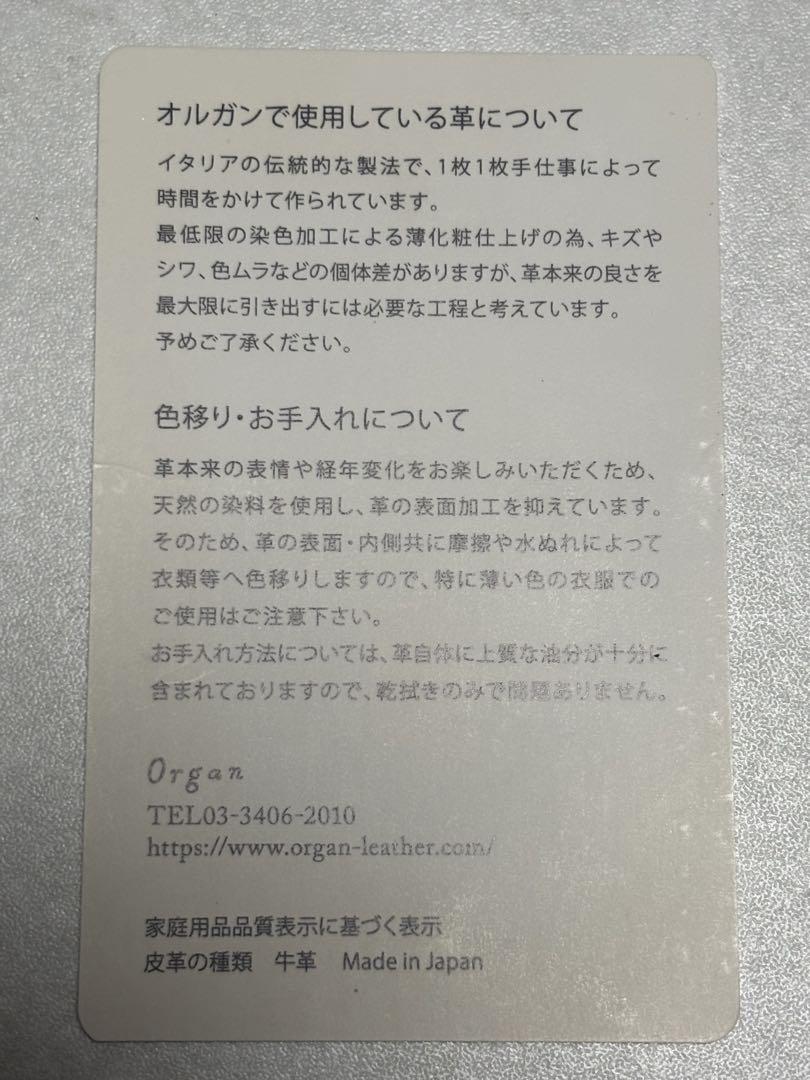 オルガンで使用している革について
イタリアの伝統的な製法で、1枚1枚手仕事によって
時間をかけて作られています。
最低限の染色加工による薄化粧仕上げの為、キズや
シワ、色ムラなどの個体差がありますが、革本来の良さを
最大限に引き出すには必要な工程と考えています。
予めご了承ください。
色移り・お手入れについて
革本来の表情や経年変化をお楽しみいただくため、
天然の染料を使用し、革の表面加工を抑えています。
そのため、革の表面・内側共に摩擦や水ぬれによって
衣類等へ色移りしますので、特に薄い色の衣服での
ご使用はご注意下さい。
お手入れ方法については、革自体に上質な油分が十分に
含まれておりますので、乾拭きのみで問題ありません。
Organ
TEL03-3406-2010
https://www.organ-leather.com/
家庭用品品質表示に基づく表示
皮革の種類　牛革　Made in Japan